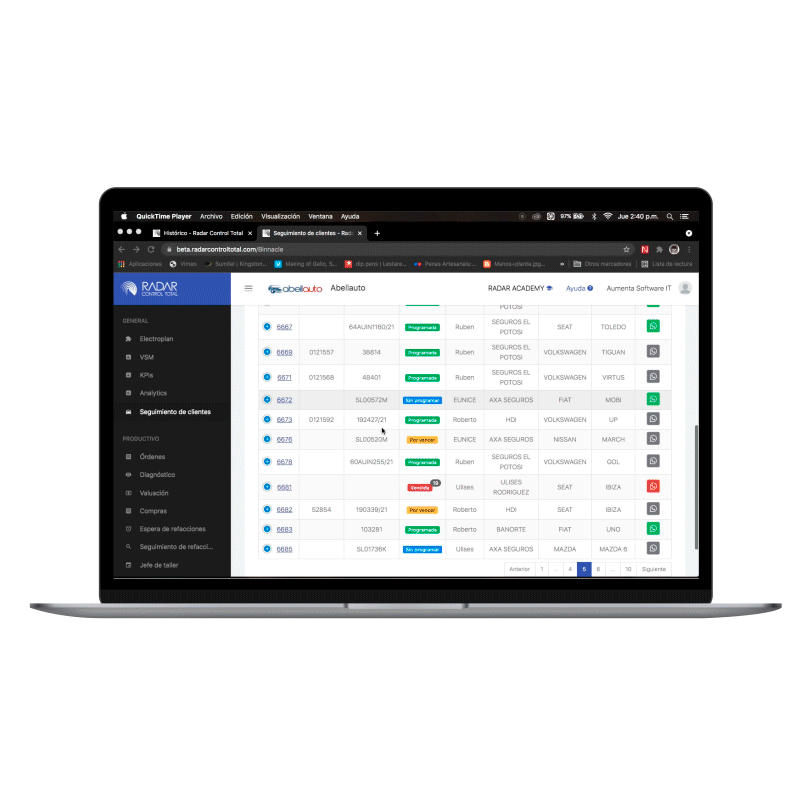 QuickTime Player Archivo Edición Visualización Ventana Ayuda 97% Jue 2:40 p.m.
Histórico - Radar Control Total Seguimiento de clientes - Rad
beta.radarcontroltotal.com/Binnacle
Aplicaciones Vimeo Sumile | Kingston... Making of Gallo, S... dip pens | Lastare... Penas Artesanais:... Manos-planta.jpg... Otros marcadores Lista de lectura
RADAR CONTROL TOTAL
abellauto Abellauto RADAR ACADEMY Ayuda Aumenta Software IT
GENERAL
Electroplan
VSM
KPIs
Analytics
Seguimiento de clientes
PRODUCTIVO
Órdenes
Diagnóstico
Valuación
Compras
Espera de refacciones
Seguimiento de refacci...
Jefe de taller
POTOSI
6667 64AUIN1160/21 Programada Ruben SEGUROS EL POTOSI SEAT TOLEDO
6669 0121557 38814 Programada Ruben SEGUROS EL POTOSI VOLKSWAGEN TIGUAN
6671 0121568 48401 Programada Ruben SEGUROS EL POTOSI VOLKSWAGEN VIRTUS
6672 SL00572M Sin programar EUNICE AXA SEGUROS FIAT MOBI
6673 0121592 192427/21 Programada Roberto HDI VOLKSWAGEN UP
6676 SL00520M Por vencer EUNICE AXA SEGUROS NISSAN MARCH
6678 60AUIN255/21 Programada Ruben SEGUROS EL POTOSI VOLKSWAGEN GOL
6681 Vencida 19 Ulises ULISES RODRIGUEZ SEAT IBIZA
6682 52854 190339/21 Por vencer Roberto HDI SEAT IBIZA
6683 103281 Programada Roberto BANORTE FIAT UNO
6685 SL01736K Sin programar Ulises AXA SEGUROS MAZDA MAZDA 6
Anterior 1 ... 4 5 6 ... 10 Siguiente